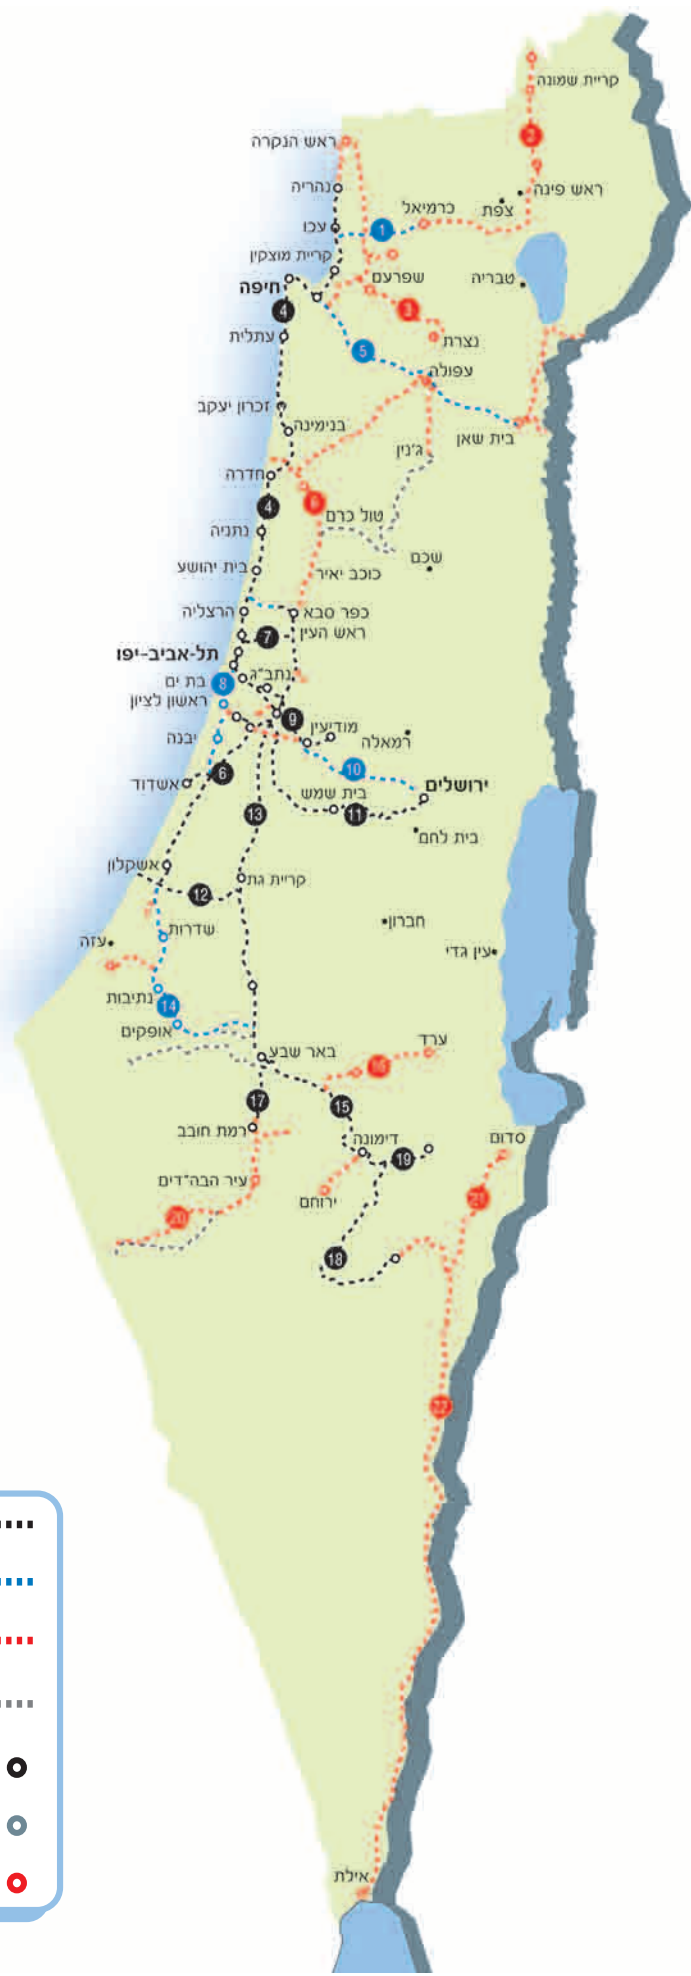 קריית שמונה
2
ראש הנקרה
נהריה
ראש פינה
צפת
כרמיאל
עכו
1
קריית מוצקין
שפרעם
טבריה
חיפה
4
3
עתלית
נצרת
5
עפולה
זכרון יעקב
בנימינה
בית שאן
ג'נין
חדרה
6
4
טול כרם
נתניה
שכם
בית יהושע
כוכב יאיר
הרצליה
כפר סבא
ראש העין
7
תל-אביב-יפו
נתב"ג
בת ים
8
ראשון לציון
9
מודיעין
יבנה
רמאלה
10
6
אשדוד
ירושלים
בית שמש
13
11
בית לחם
אשקלון
קריית גת
12
חברון
שדרות
עזה
עין גדי
נתיבות
14
אופקים
ערד
באר שבע
16
17
15
רמת חובב
דימונה
סדום
19
עיר הבה"דים
ירוחם
21
20
18
22
אילת